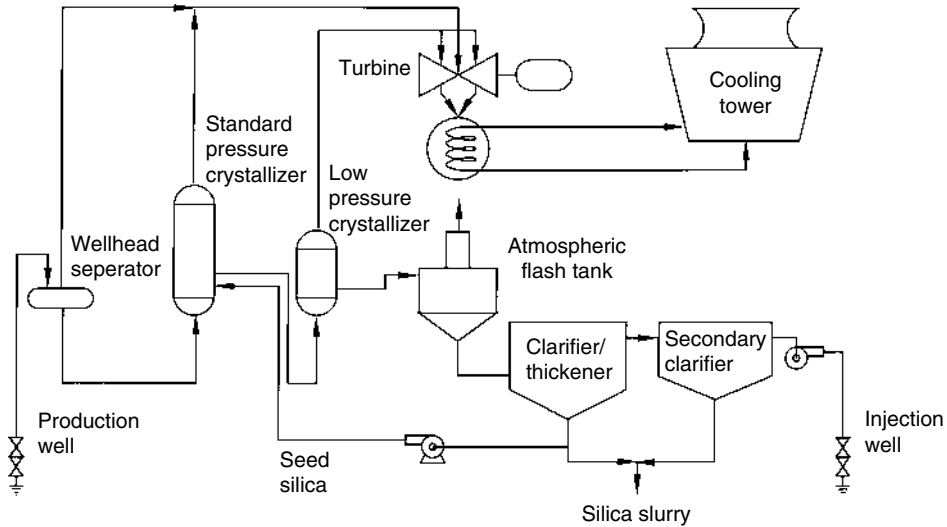 Turbine
Cooling
tower
Standard
pressure
crystallizer
Low
pressure
crystallizer
Wellhead
seperator
Atmospheric
flash tank
Clarifier/
thickener
Secondary
clarifier
Production
well
Seed
silica
Injection
well
Silica slurry